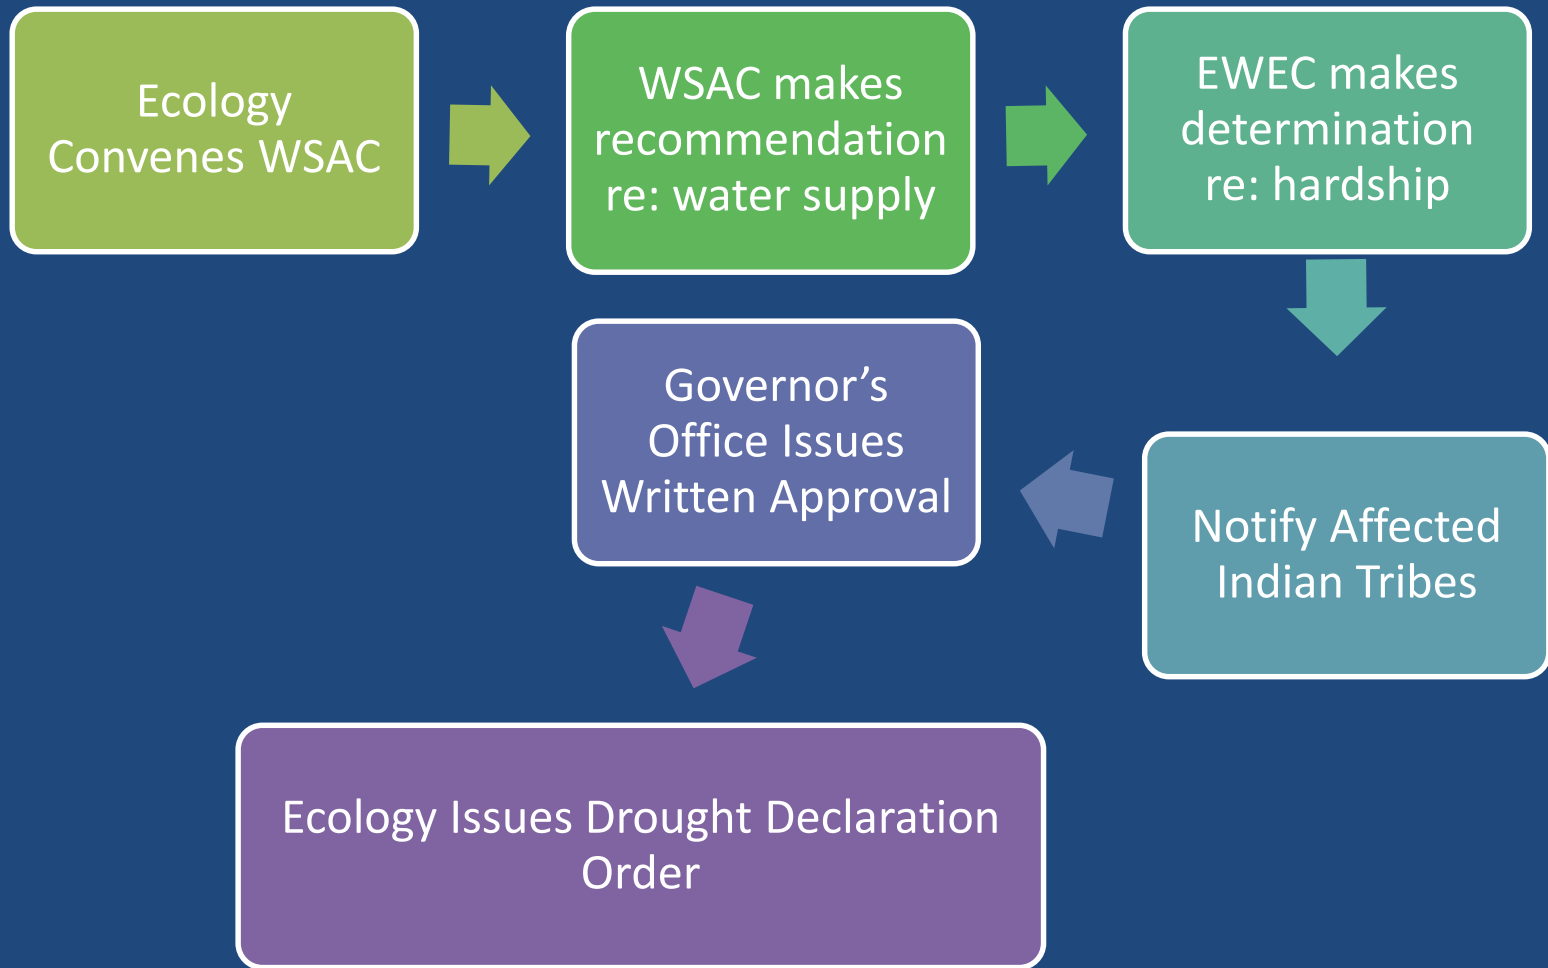 Ecology
Convenes WSAC
WSAC makes
recommendation
re: water supply
EWEC makes
determination
re: hardship
Notify Affected
Indian Tribes
Governor’s
Office Issues
Written Approval
Ecology Issues Drought Declaration
Order